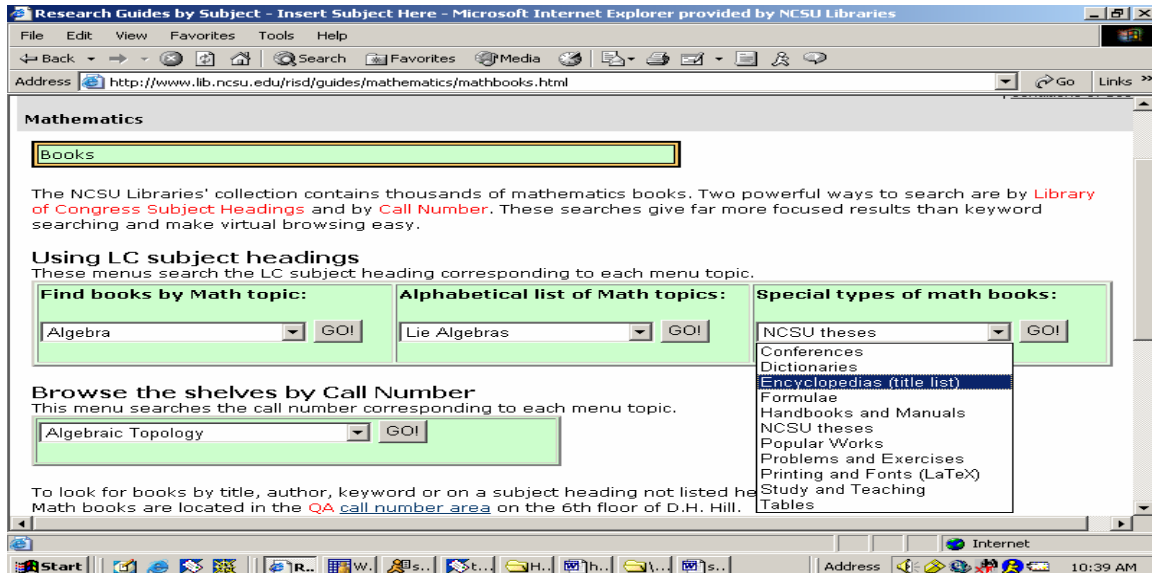 Research Guides by Subject - Insert Subject Here - Microsoft Internet Explorer provided by NCSU Libraries
File Edit View Favorites Tools Help
Back Search Favorites Media
Address http://www.lib.ncsu.edu/risd/guides/mathematics/mathbooks.html Go Links »
Mathematics
Books
The NCSU Libraries' collection contains thousands of mathematics books. Two powerful ways to search are by Library
of Congress Subject Headings and by Call Number. These searches give far more focused results than keyword
searching and make virtual browsing easy.
Using LC subject headings
These menus search the LC subject heading corresponding to each menu topic.
Find books by Math topic: Alphabetical list of Math topics: Special types of math books:
Algebra GO! Lie Algebras GO! NCSU theses GO!
Conferences
Dictionaries
Encyclopedias (title list)
Formulae
Handbooks and Manuals
NCSU theses
Popular Works
Problems and Exercises
Printing and Fonts (LaTeX)
Study and Teaching
Tables
Browse the shelves by Call Number
This menu searches the call number corresponding to each menu topic.
Algebraic Topology GO!
To look for books by title, author, keyword or on a subject heading not listed he
Math books are located in the QA call number area on the 6th floor of D.H. Hill.
Internet
Start R.. W. s.. t... H.. h... \... s.. Address 10:39 AM